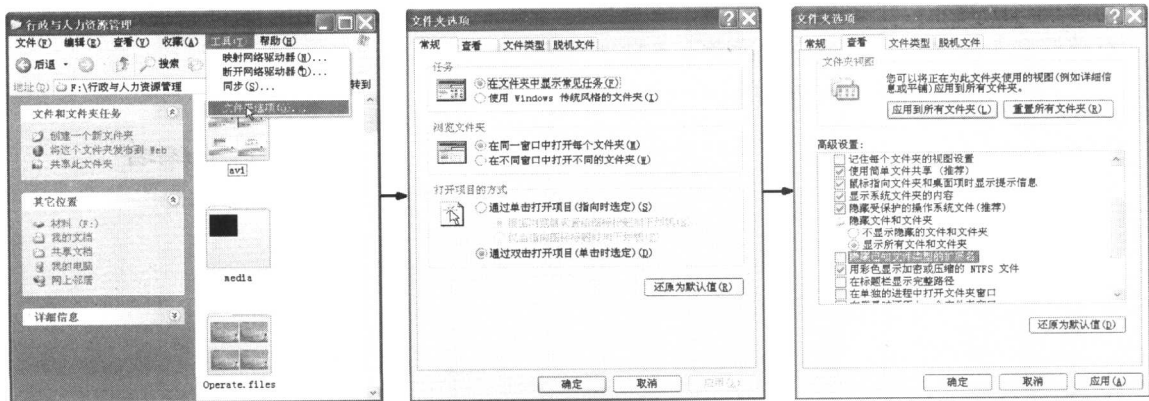 行政与人力资源管理
文件(F) 编辑(E) 查看(V) 收藏(A) 工具(T) 帮助(H)
后退 搜索
地址(D) F:\行政与人力资源管理 转到
映射网络驱动器(N)...
断开网络驱动器(D)...
同步(S)...
文件夹选项(O)...
文件和文件夹任务
创建一个新文件夹
将这个文件夹发布到 Web
共享此文件夹
其它位置
材料 (F:)
我的文档
共享文档
我的电脑
网上邻居
详细信息
avi
media
Operate.files
文件夹选项
常规 查看 文件类型 脱机文件
任务
在文件夹中显示常见任务(F)
使用 Windows 传统风格的文件夹(I)
浏览文件夹
在同一窗口中打开每个文件夹(M)
在不同窗口中打开不同的文件夹(W)
打开项目的方式
通过单击打开项目(指向时选定)(S)
通过双击打开项目(单击时选定)(D)
还原为默认值(R)
确定 取消 应用(A)
文件夹选项
常规 查看 文件类型 脱机文件
文件夹视图
您可以将正在为此文件夹使用的视图(例如详细信
息或平铺)应用到所有文件夹。
应用到所有文件夹(L) 重置所有文件夹(R)
高级设置:
记住每个文件夹的视图设置
使用简单文件共享 (推荐)
鼠标指向文件夹和桌面项时显示提示信息
显示系统文件夹的内容
隐藏受保护的操作系统文件(推荐)
隐藏文件和文件夹
不显示隐藏的文件和文件夹
显示所有文件和文件夹
隐藏已知文件类型的扩展名
用彩色显示加密或压缩的 NTFS 文件
在标题栏显示完整路径
在单独的进程中打开文件夹窗口
还原为默认值(D)
确定 取消 应用(A)